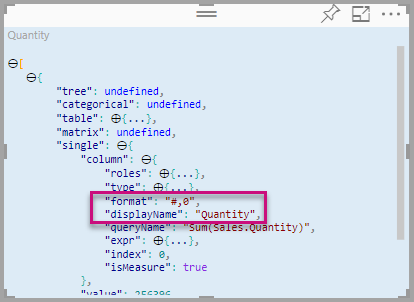 Quantity
⊖[
⊖{
"tree": undefined,
"categorical": undefined,
"table": ⊕{...},
"matrix": undefined,
"single": ⊖{
"column": ⊖{
"roles": ⊕{...},
"type": ⊕{...},
"format": "#,0",
"displayName": "Quantity",
"queryName": "Sum(Sales.Quantity)",
"expr": ⊕{...},
"index": 0,
"isMeasure": true
},
"value": 256396